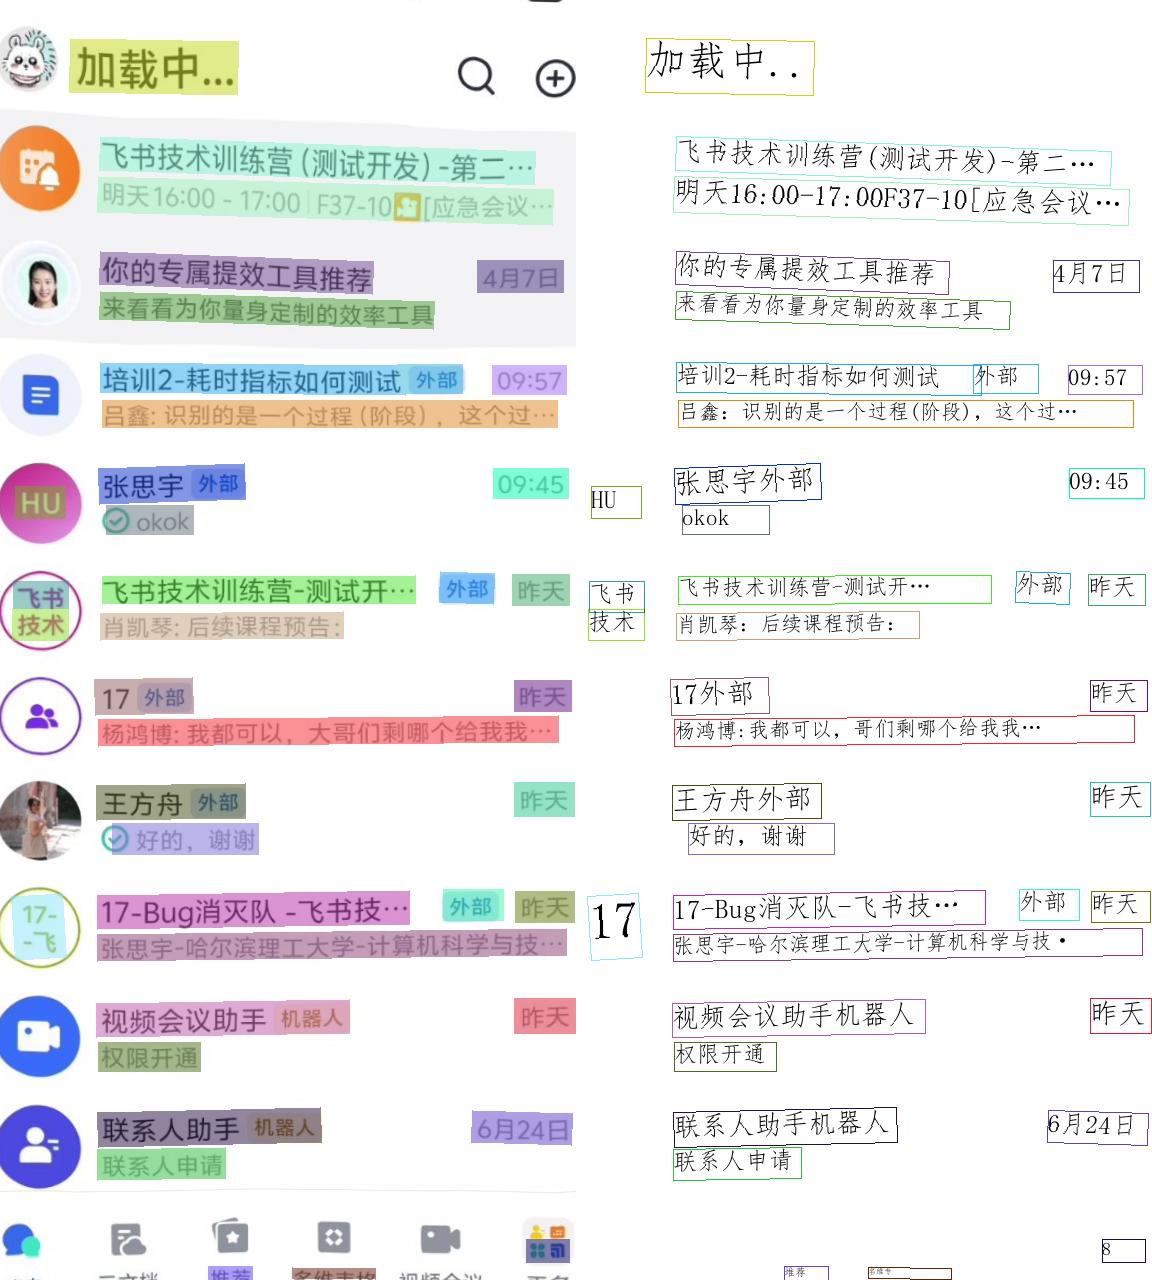 加载中... 加载中..
飞书技术训练营 (测试开发) -第二… 飞书技术训练营(测试开发)-第二…
明天16:00 - 17:00 F37-10 [应急会议… 明天16:00-17:00F37-10[应急会议…
你的专属提效工具推荐 4月7日 你的专属提效工具推荐 4月7日
来看看为你量身定制的效率工具 来看看为你量身定制的效率工具
培训2-耗时指标如何测试 外部 09:57 培训2-耗时指标如何测试 外部 09:57
吕鑫: 识别的是一个过程 (阶段) ，这个过… 吕鑫: 识别的是一个过程(阶段), 这个过…
张思宇 外部 09:45 张思宇外部 09:45
HU okok HU okok
飞书 飞书技术训练营-测试开… 外部 昨天 飞书 飞书技术训练营-测试开… 外部 昨天
技术 肖凯琴: 后续课程预告: 技术 肖凯琴: 后续课程预告:
17 外部 昨天 17外部 昨天
杨鸿博: 我都可以，大哥们剩哪个给我我… 杨鸿博:我都可以, 哥们剩哪个给我我…
王方舟 外部 昨天 王方舟外部 昨天
好的，谢谢 好的, 谢谢
17- 17-Bug消灭队 -飞书技… 外部 昨天 17 17-Bug消灭队-飞书技… 外部 昨天
-飞 张思宇-哈尔滨理工大学-计算机科学与技… 张思宇-哈尔滨理工大学-计算机科学与技·
视频会议助手 机器人 昨天 视频会议助手机器人 昨天
权限开通 权限开通
联系人助手 机器人 6月24日 联系人助手机器人 6月24日
联系人申请 联系人申请
8
云文档 推荐 多维表格 视频会议 推荐